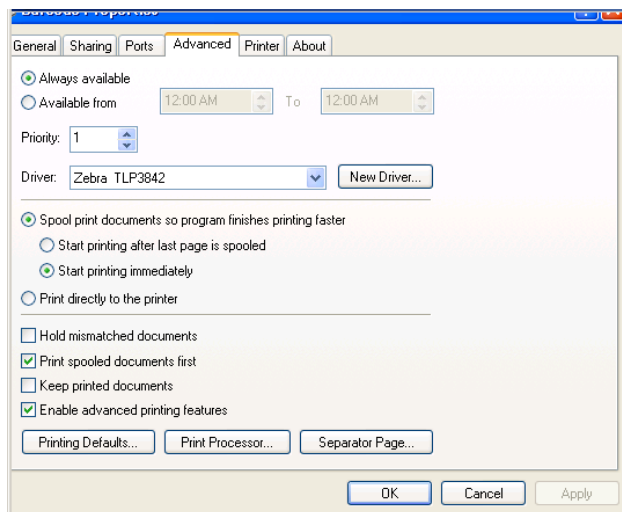 Barcode Properties
General Sharing Ports Advanced Printer About
Always available
Available from 12:00 AM To 12:00 AM
Priority: 1
Driver: Zebra TLP3842 New Driver...
Spool print documents so program finishes printing faster
Start printing after last page is spooled
Start printing immediately
Print directly to the printer
Hold mismatched documents
Print spooled documents first
Keep printed documents
Enable advanced printing features
Printing Defaults... Print Processor... Separator Page...
OK Cancel Apply